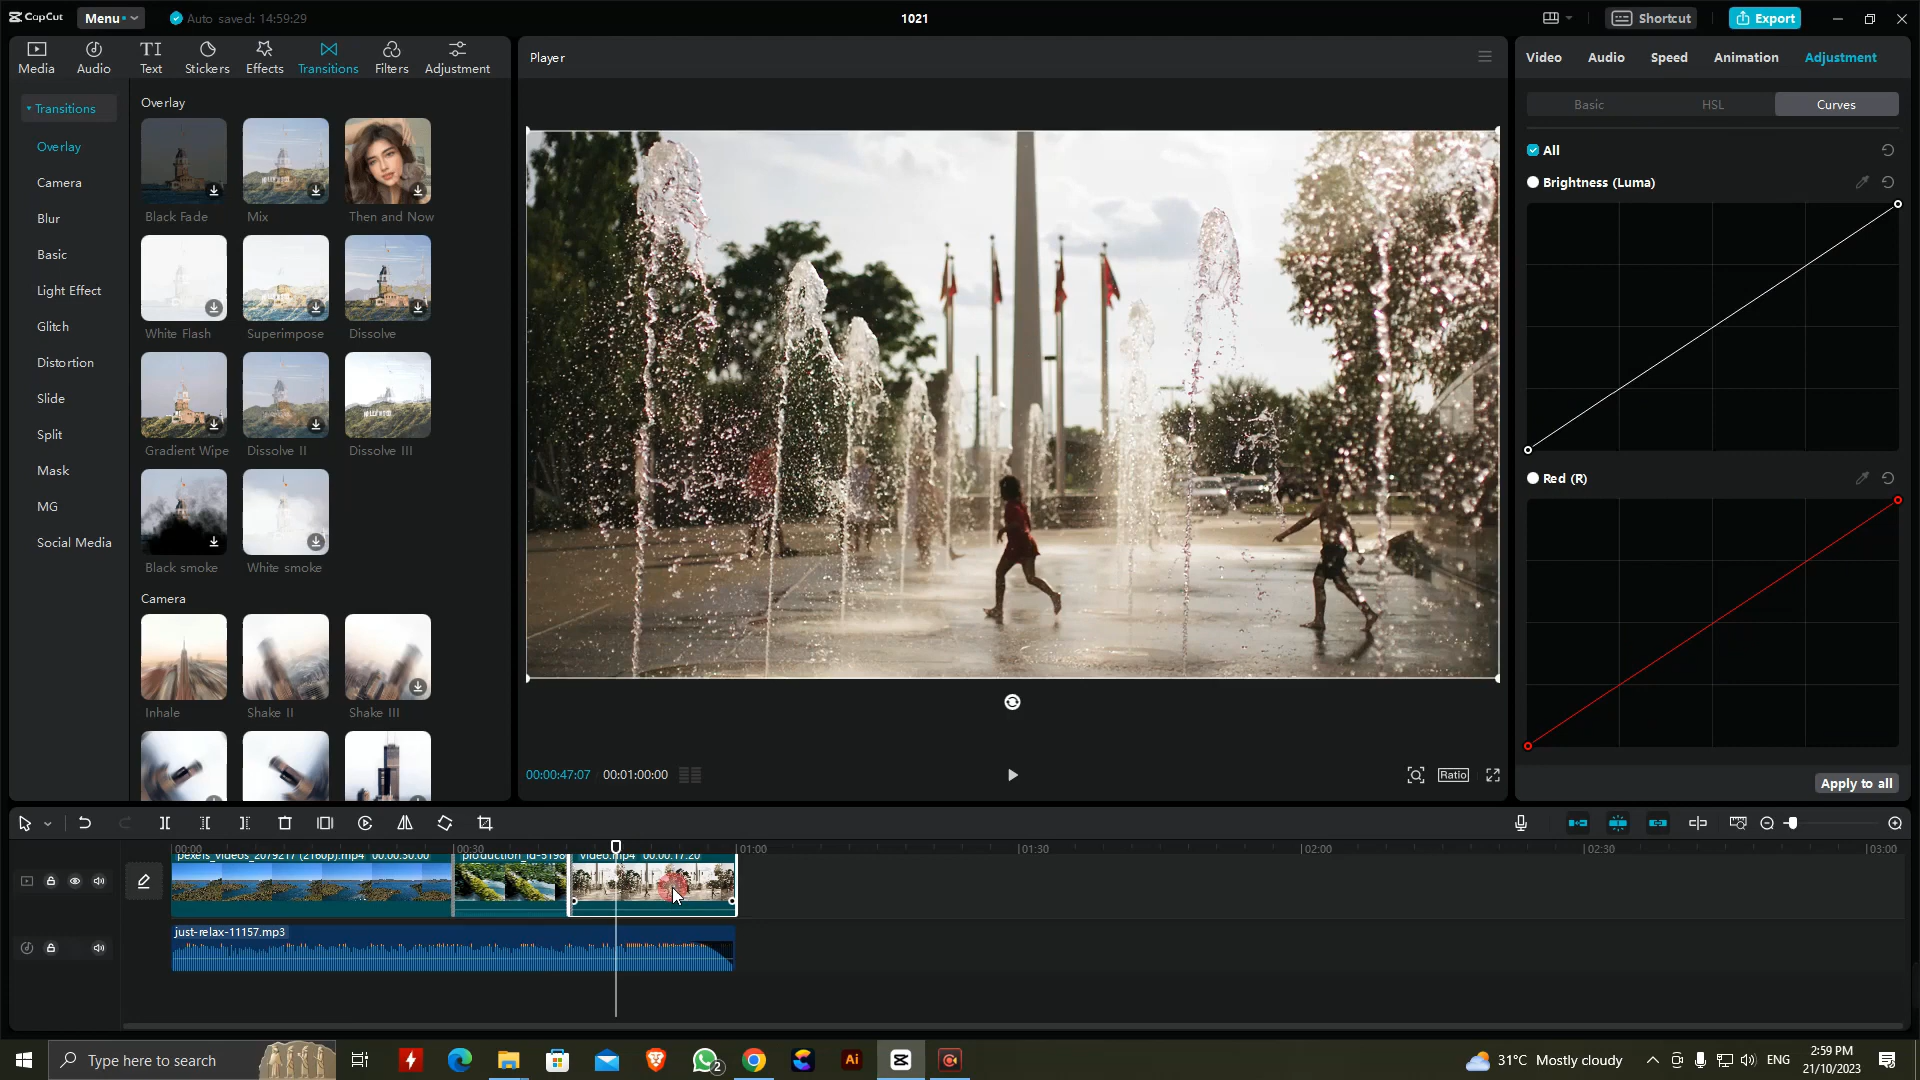 CapCut
Menu
Auto saved: 14:59:29
1021
Shortcut
Export
Media
Audio
Text
Stickers
Effects
Transitions
Filters
Adjustment
Player
Video
Audio
Speed
Animation
Adjustment
Transitions
Overlay
Camera
Blur
Basic
Light Effect
Glitch
Distortion
Slide
Split
Mask
MG
Social Media
Overlay
Black Fade
Mix
Then and Now
White Flash
Superimpose
Dissolve
Gradient Wipe
Dissolve II
Dissolve III
Black smoke
White smoke
Camera
Inhale
Shake II
Shake III
Basic
HSL
Curves
All
Brightness (Luma)
Red (R)
Apply to all
00:00:47:07 / 00:01:00:00
Ratio
00:00
00:30
01:00
01:30
02:00
02:30
03:00
pexels_videos_2079217 (2160p).mp4 00:00:30:00
production_id-5198
video.mp4 00:00:17:20
just-relax-11157.mp3
Type here to search
Ai
2
31°C Mostly cloudy
ENG
2:59 PM
21/10/2023